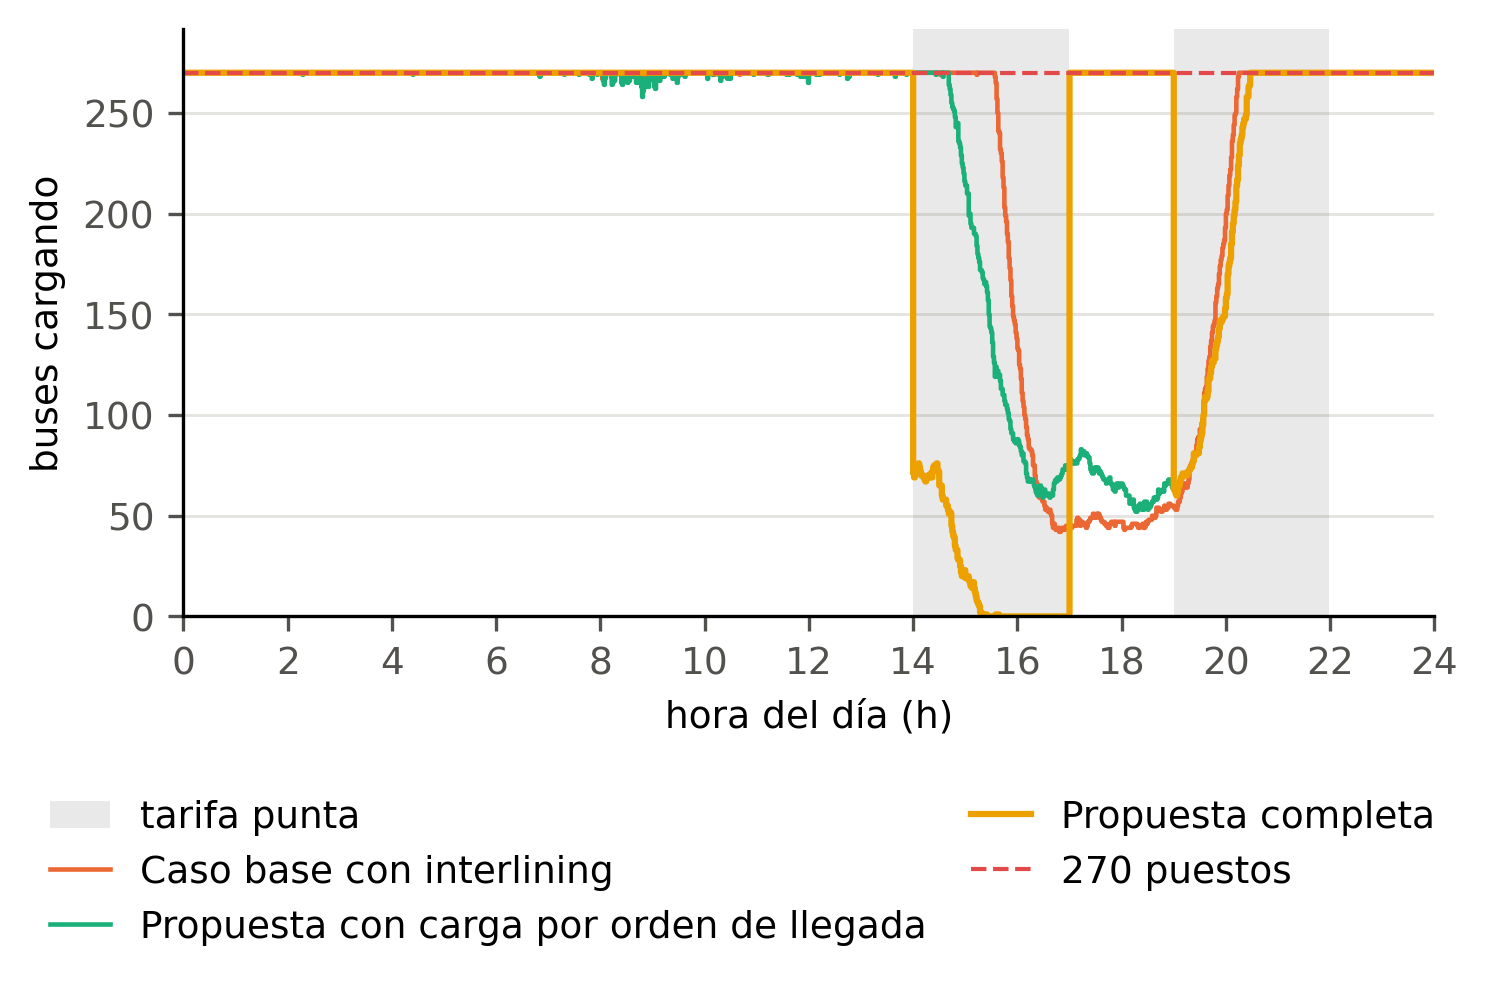 buses cargando
250
200
150
100
50
0
0 2 4 6 8 10 12 14 16 18 20 22 24
hora del día (h)
tarifa punta
Caso base con interlining
Propuesta con carga por orden de llegada
Propuesta completa
270 puestos